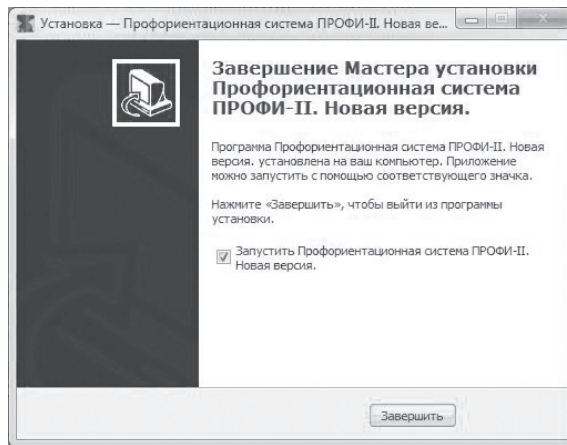 Установка — Профориентационная система ПРОФИ-II. Новая ве...
Завершение Мастера установки
Профориентационная система
ПРОФИ-II. Новая версия.
Программа Профориентационная система ПРОФИ-II. Новая
версия. установлена на ваш компьютер. Приложение
можно запустить с помощью соответствующего значка.
Нажмите «Завершить», чтобы выйти из программы
установки.
Запустить Профориентационная система ПРОФИ-II.
Новая версия.
Завершить